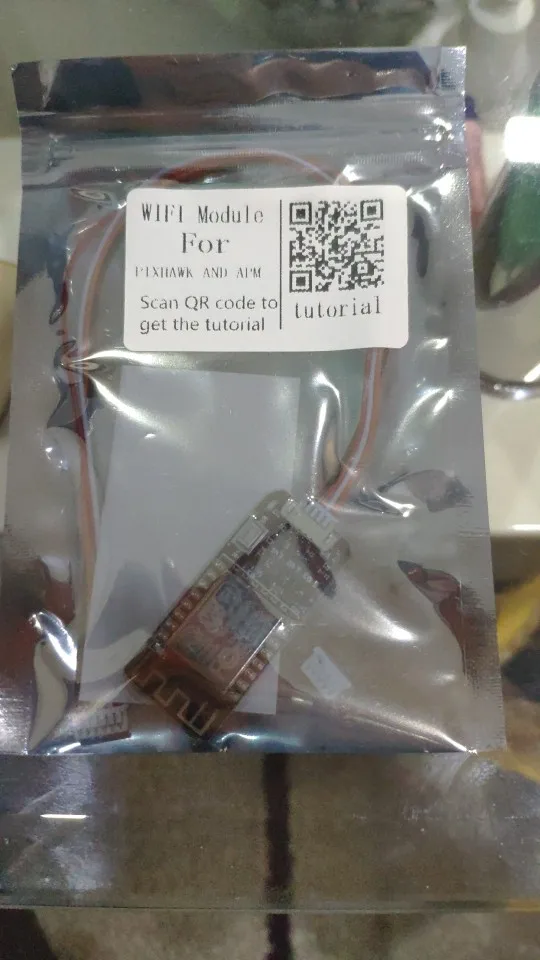 WIFI Module
For
PIXHAWK AND APM
Scan QR code to
get the tutorial
tutorial